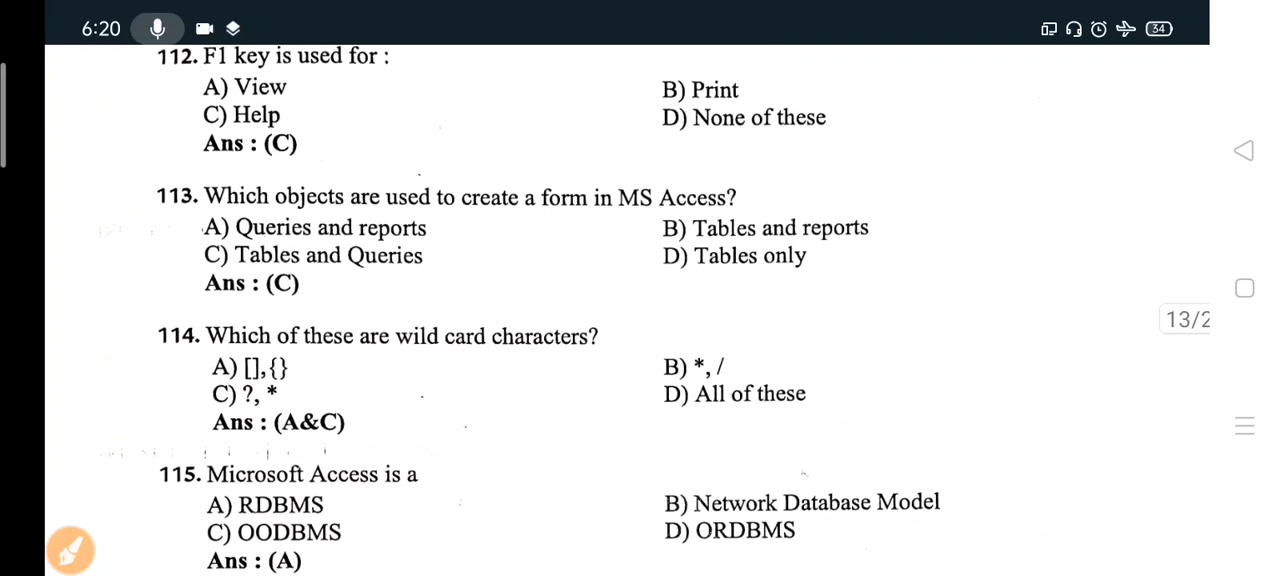 6:20
34
112. F1 key is used for :
A) View
B) Print
C) Help
D) None of these
Ans : (C)
113. Which objects are used to create a form in MS Access?
A) Queries and reports
B) Tables and reports
C) Tables and Queries
D) Tables only
Ans : (C)
13/2
114. Which of these are wild card characters?
A) [],{}
B) *, /
C) ?, *
D) All of these
Ans : (A&C)
115. Microsoft Access is a
A) RDBMS
B) Network Database Model
C) OODBMS
D) ORDBMS
Ans : (A)